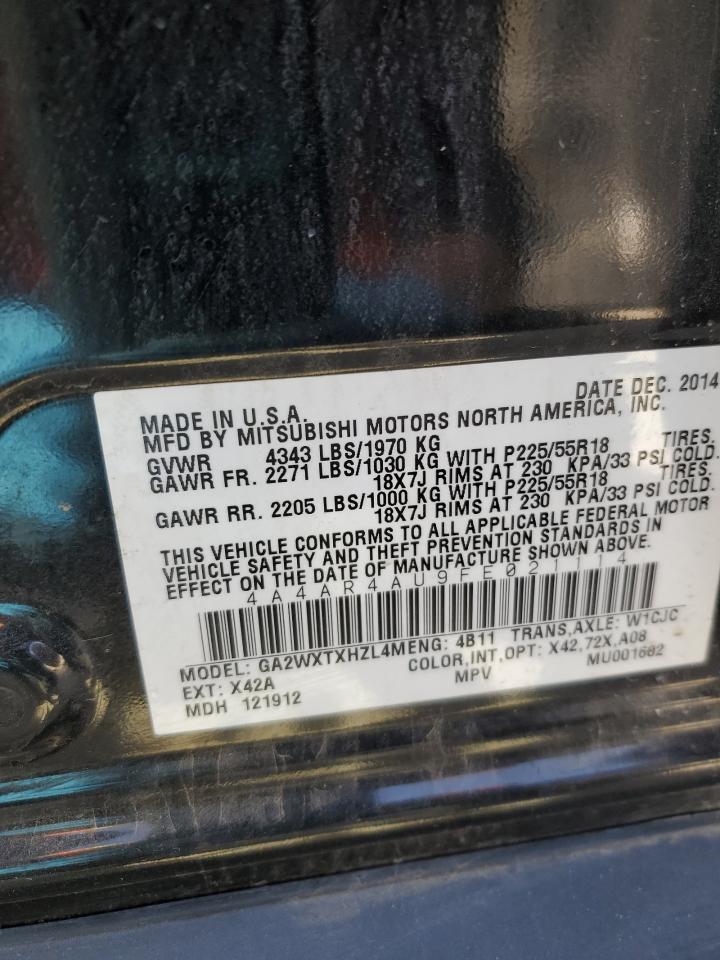 DATE DEC. 2014
MADE IN U.S.A.
MFD BY MITSUBISHI MOTORS NORTH AMERICA, INC.
GVWR 4343 LBS/1970 KG
GAWR FR. 2271 LBS/1030 KG WITH P225/55R18 TIRES.
18X7J RIMS AT 230 KPA/33 PSI COLD.
GAWR RR. 2205 LBS/1000 KG WITH P225/55R18 TIRES.
18X7J RIMS AT 230 KPA/33 PSI COLD.
THIS VEHICLE CONFORMS TO ALL APPLICABLE FEDERAL MOTOR
VEHICLE SAFETY AND THEFT PREVENTION STANDARDS IN
EFFECT ON THE DATE OF MANUFACTURE SHOWN ABOVE.
4A4AR4AU9FE021114
MODEL: GA2WXTXHZL4MENG: 4B11 TRANS,AXLE: W1CJC
EXT: X42A COLOR,INT,OPT: X42,72X,A08
MDH 121912 MPV MU001602